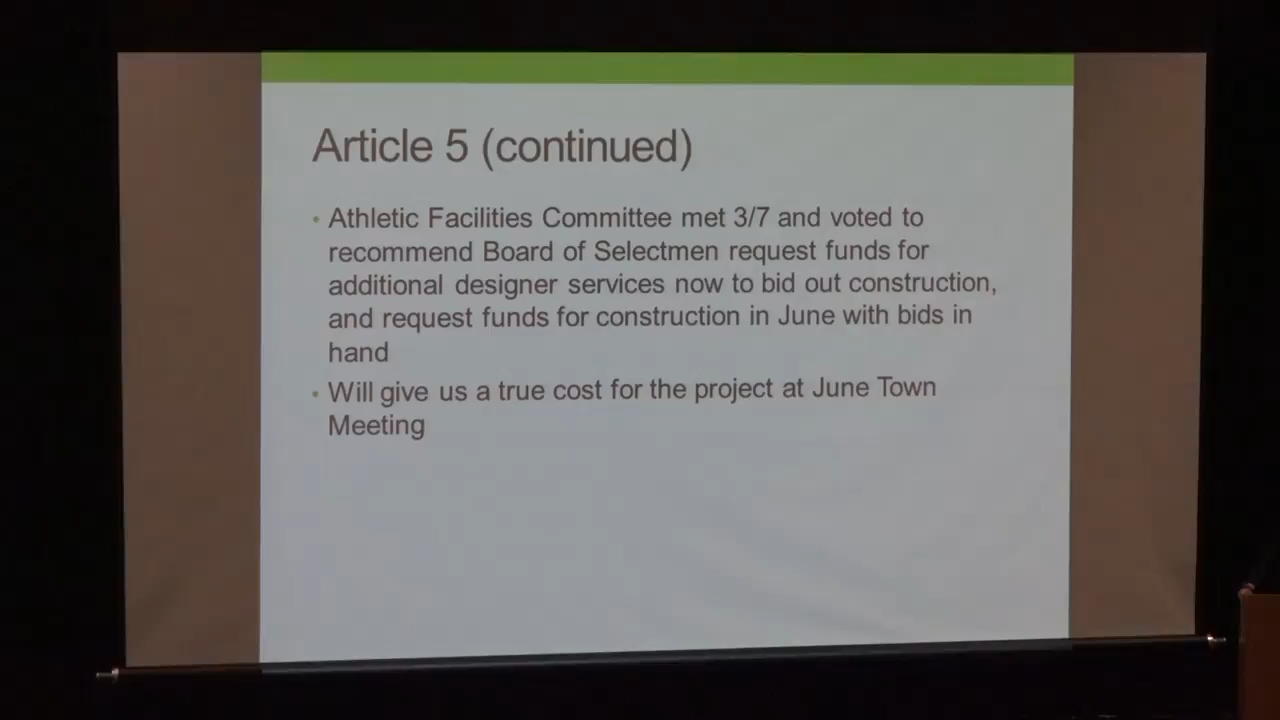 Article 5 (continued)
• Athletic Facilities Committee met 3/7 and voted to
recommend Board of Selectmen request funds for
additional designer services now to bid out construction,
and request funds for construction in June with bids in
hand
• Will give us a true cost for the project at June Town
Meeting